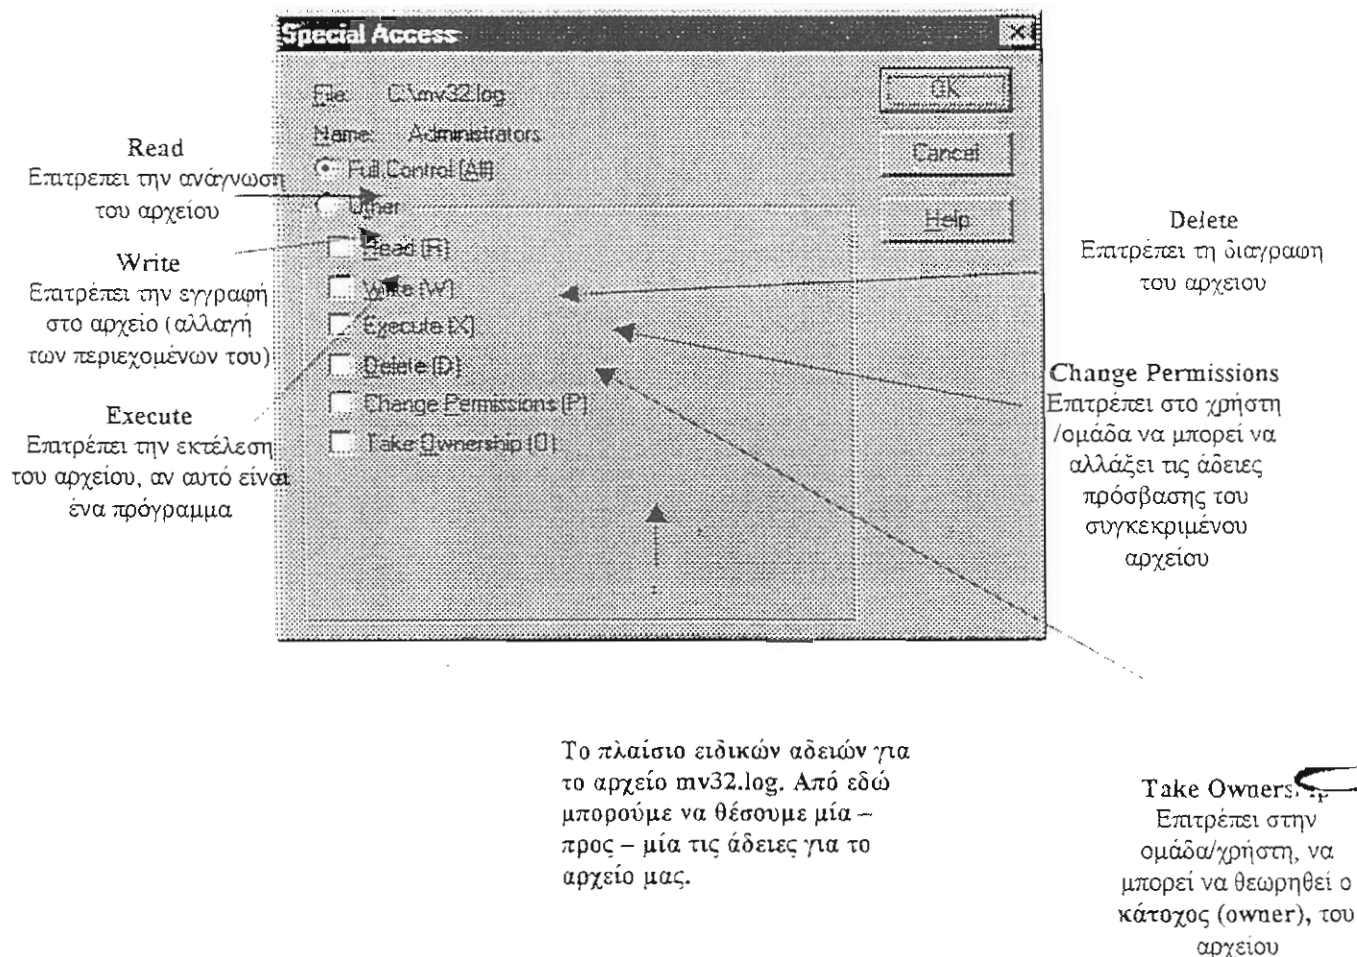 Special Access
File: C:\mv32.log
Name: Administrators
Full Control (All)
Other
Read (R)
Write (W)
Execute (X)
Delete (D)
Change Permissions (P)
Take Ownership (O)
OK
Cancel
Help
Read
Επιτρεπει την ανάγνωση
του αρχείου
Write
Επιτρέπει την εγγραφή
στο αρχείο (αλλαγή
των περιεχομένων του)
Execute
Επιτρέπει την εκτέλεση
του αρχείου, αν αυτό είναι
ένα πρόγραμμα
Delete
Επιτρέπει τη διαγραφη
του αρχειου
Change Permissions
Επιτρέπει στο χρήστη
/ομάδα να μπορεί να
αλλάξει τις άδειες
πρόσβασης του
συγκεκριμένου
αρχείου
Το πλαίσιο ειδικών αδειών για
το αρχείο mv32.log. Από εδώ
μπορούμε να θέσουμε μία –
προς – μία τις άδειες για το
αρχείο μας.
Take Ownership
Επιτρέπει στην
ομάδα/χρήστη, να
μπορεί να θεωρηθεί ο
κάτοχος (owner), του
αρχείου